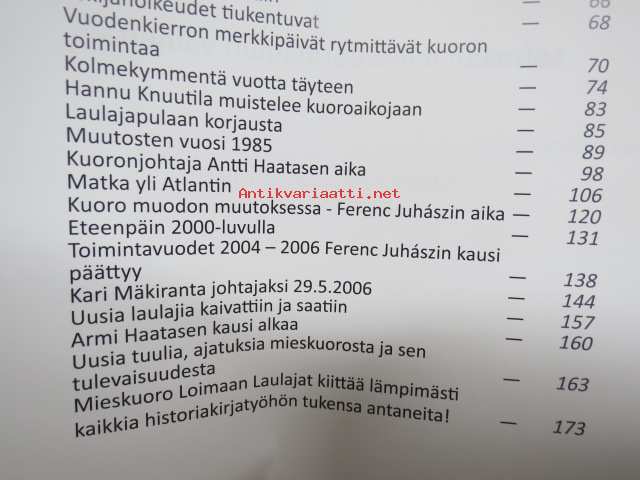 tiukentuvat — 68
Vuodenkierron merkkipäivät rytmittävät kuoron
toimintaa — 70
Kolmekymmentä vuotta täyteen — 74
Hannu Knuutila muistelee kuoroaikojaan — 83
Laulajapulaan korjausta — 85
Muutosten vuosi 1985 — 89
Kuoronjohtaja Antti Haatasen aika — 98
Matka yli Atlantin — 106
Antikvariaatti.net
Kuoro muodon muutoksessa - Ferenc Juhászin aika — 120
Eteenpäin 2000-luvulla — 131
Toimintavuodet 2004 – 2006 Ferenc Juhászin kausi
päättyy — 138
Kari Mäkiranta johtajaksi 29.5.2006 — 144
Uusia laulajia kaivattiin ja saatiin — 157
Armi Haatasen kausi alkaa — 160
Uusia tuulia, ajatuksia mieskuorosta ja sen
tulevaisuudesta — 163
Mieskuoro Loimaan Laulajat kiittää lämpimästi
kaikkia historiakirjatyöhön tukensa antaneita! — 173